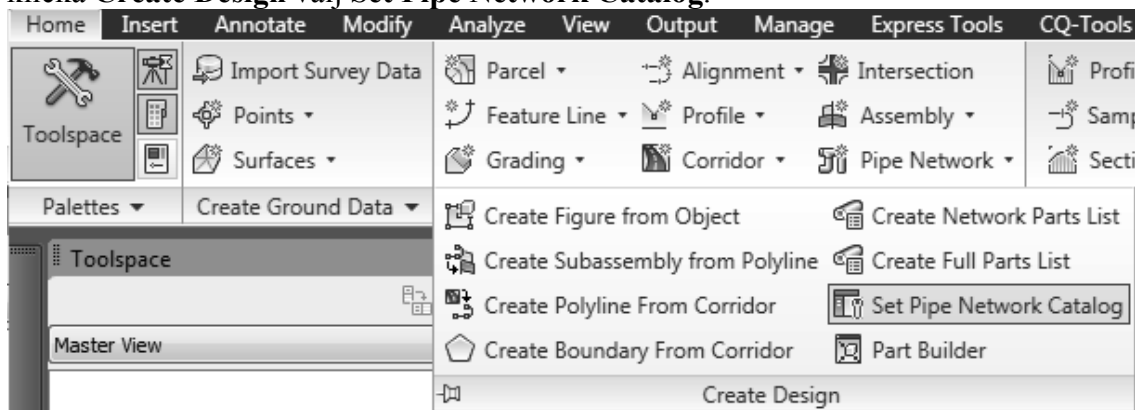 Create Design välj Set Pipe Network Catalog.
Home Insert Annotate Modify Analyze View Output Manage Express Tools CQ-Tools
Toolspace
Import Survey Data
Points
Surfaces
Parcel
Feature Line
Grading
Alignment
Profile
Corridor
Intersection
Assembly
Pipe Network
Palettes
Create Ground Data
Create Figure from Object
Create Subassembly from Polyline
Create Polyline From Corridor
Create Boundary From Corridor
Create Network Parts List
Create Full Parts List
Set Pipe Network Catalog
Part Builder
Create Design
Toolspace
Master View